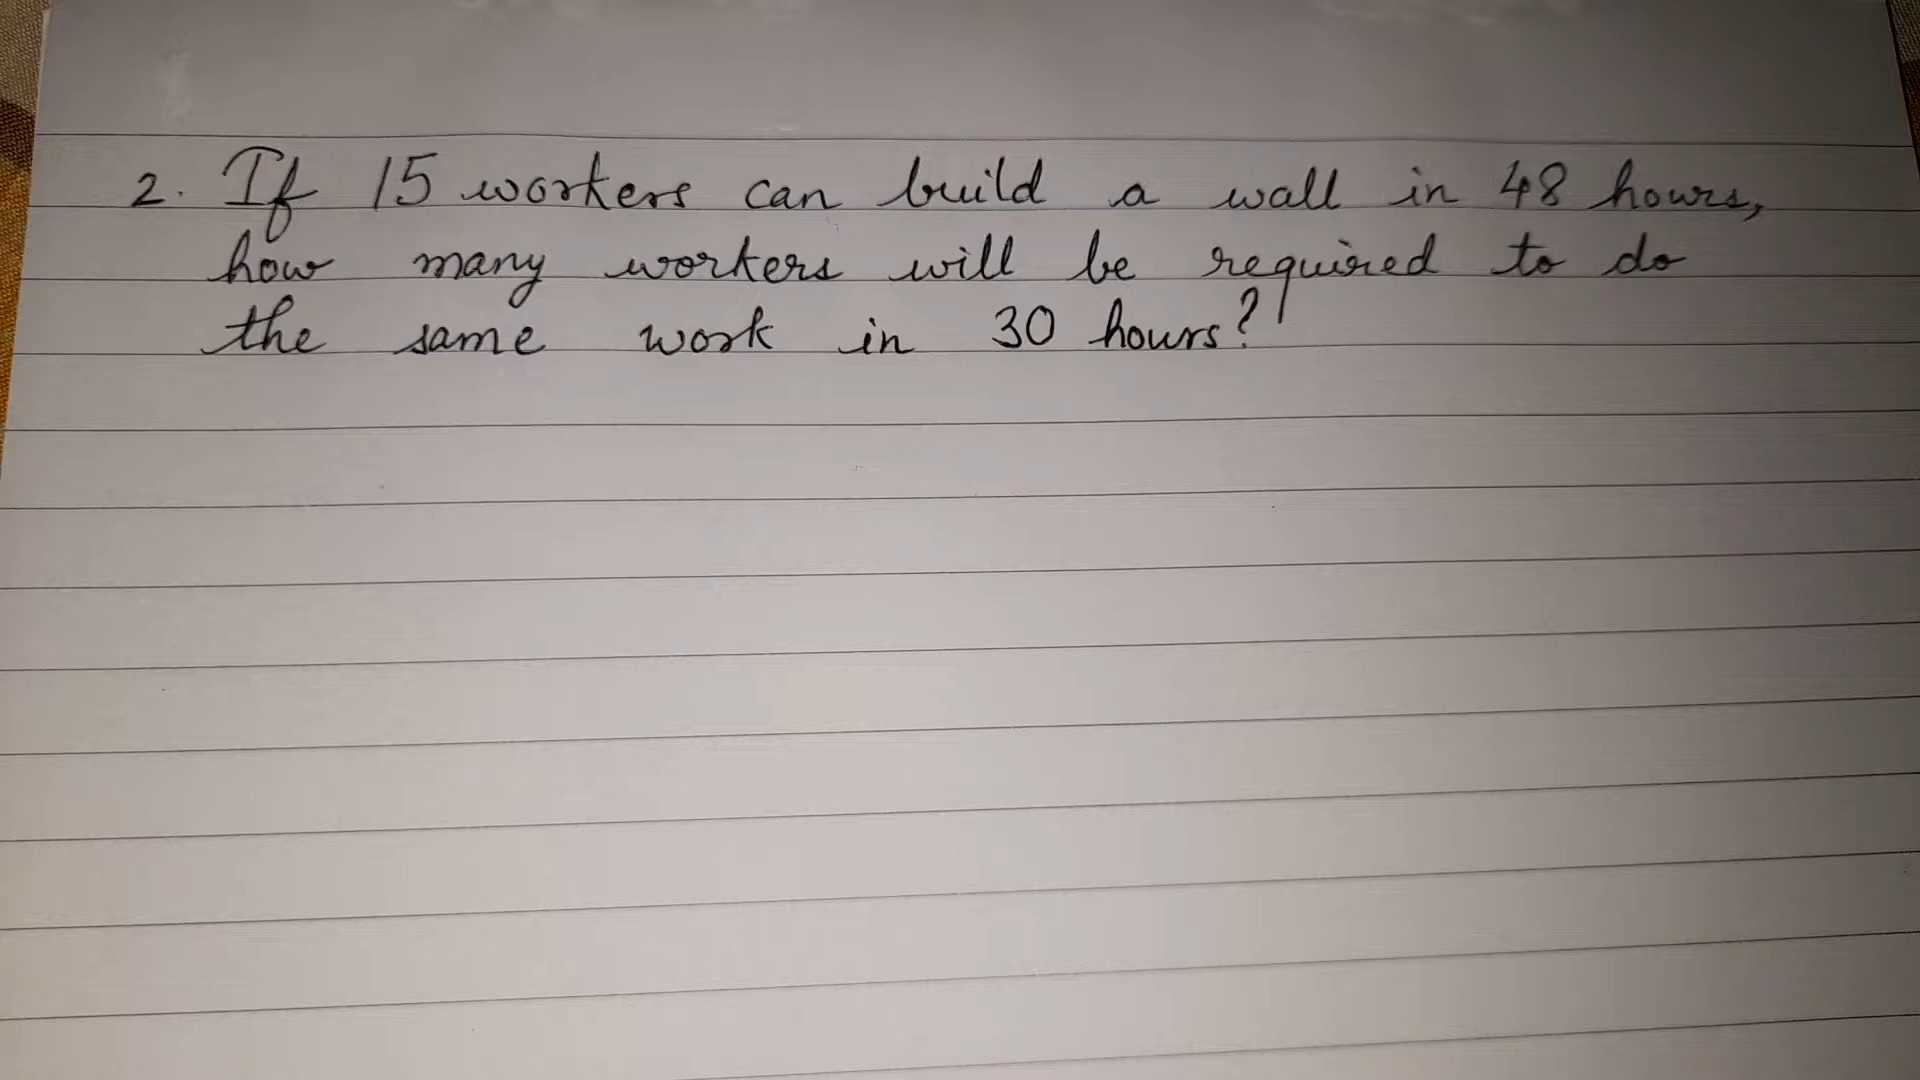 2. If 15 workers can build a wall in 48 hours,
how many workers will be required to do
the same work in 30 hours?